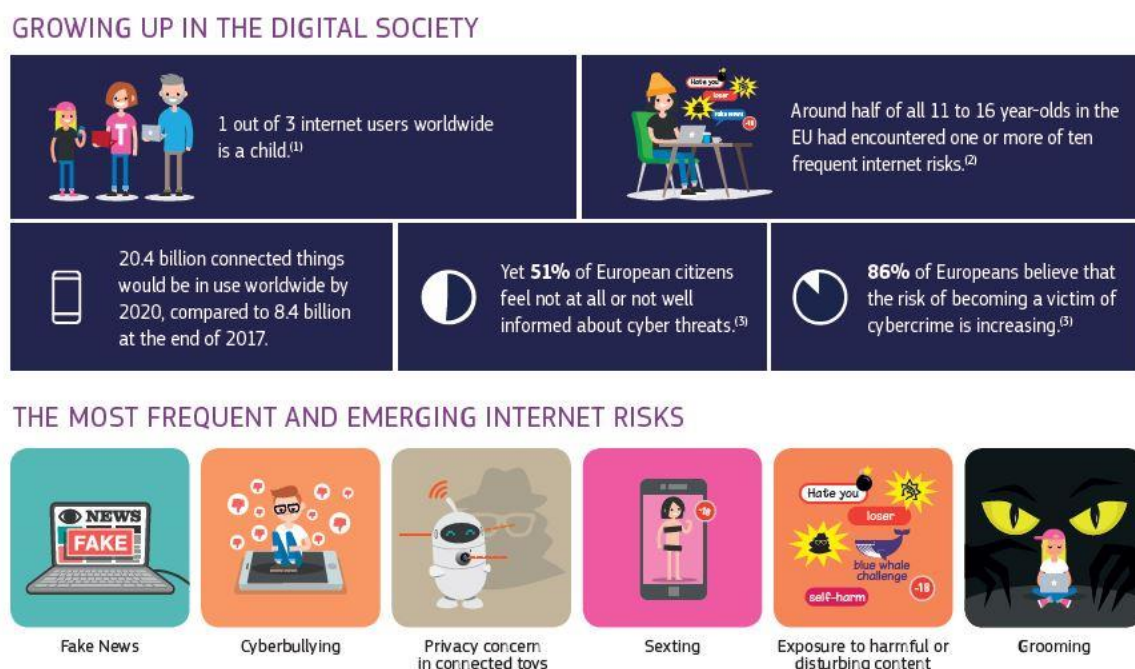 GROWING UP IN THE DIGITAL SOCIETY
1 out of 3 internet users worldwide
is a child.(1)
Hate you
loser
fake news
-18
Around half of all 11 to 16 year-olds in the
EU had encountered one or more of ten
frequent internet risks.(2)
20.4 billion connected things
would be in use worldwide by
2020, compared to 8.4 billion
at the end of 2017.
Yet 51% of European citizens
feel not at all or not well
informed about cyber threats.(3)
86% of Europeans believe that
the risk of becoming a victim of
cybercrime is increasing.(3)
THE MOST FREQUENT AND EMERGING INTERNET RISKS
NEWS
FAKE
Fake News
Cyberbullying
Privacy concern
in connected toys
-18
Sexting
Hate you
loser
blue whale
challenge
self-harm
-18
Exposure to harmful or
disturbing content
Grooming